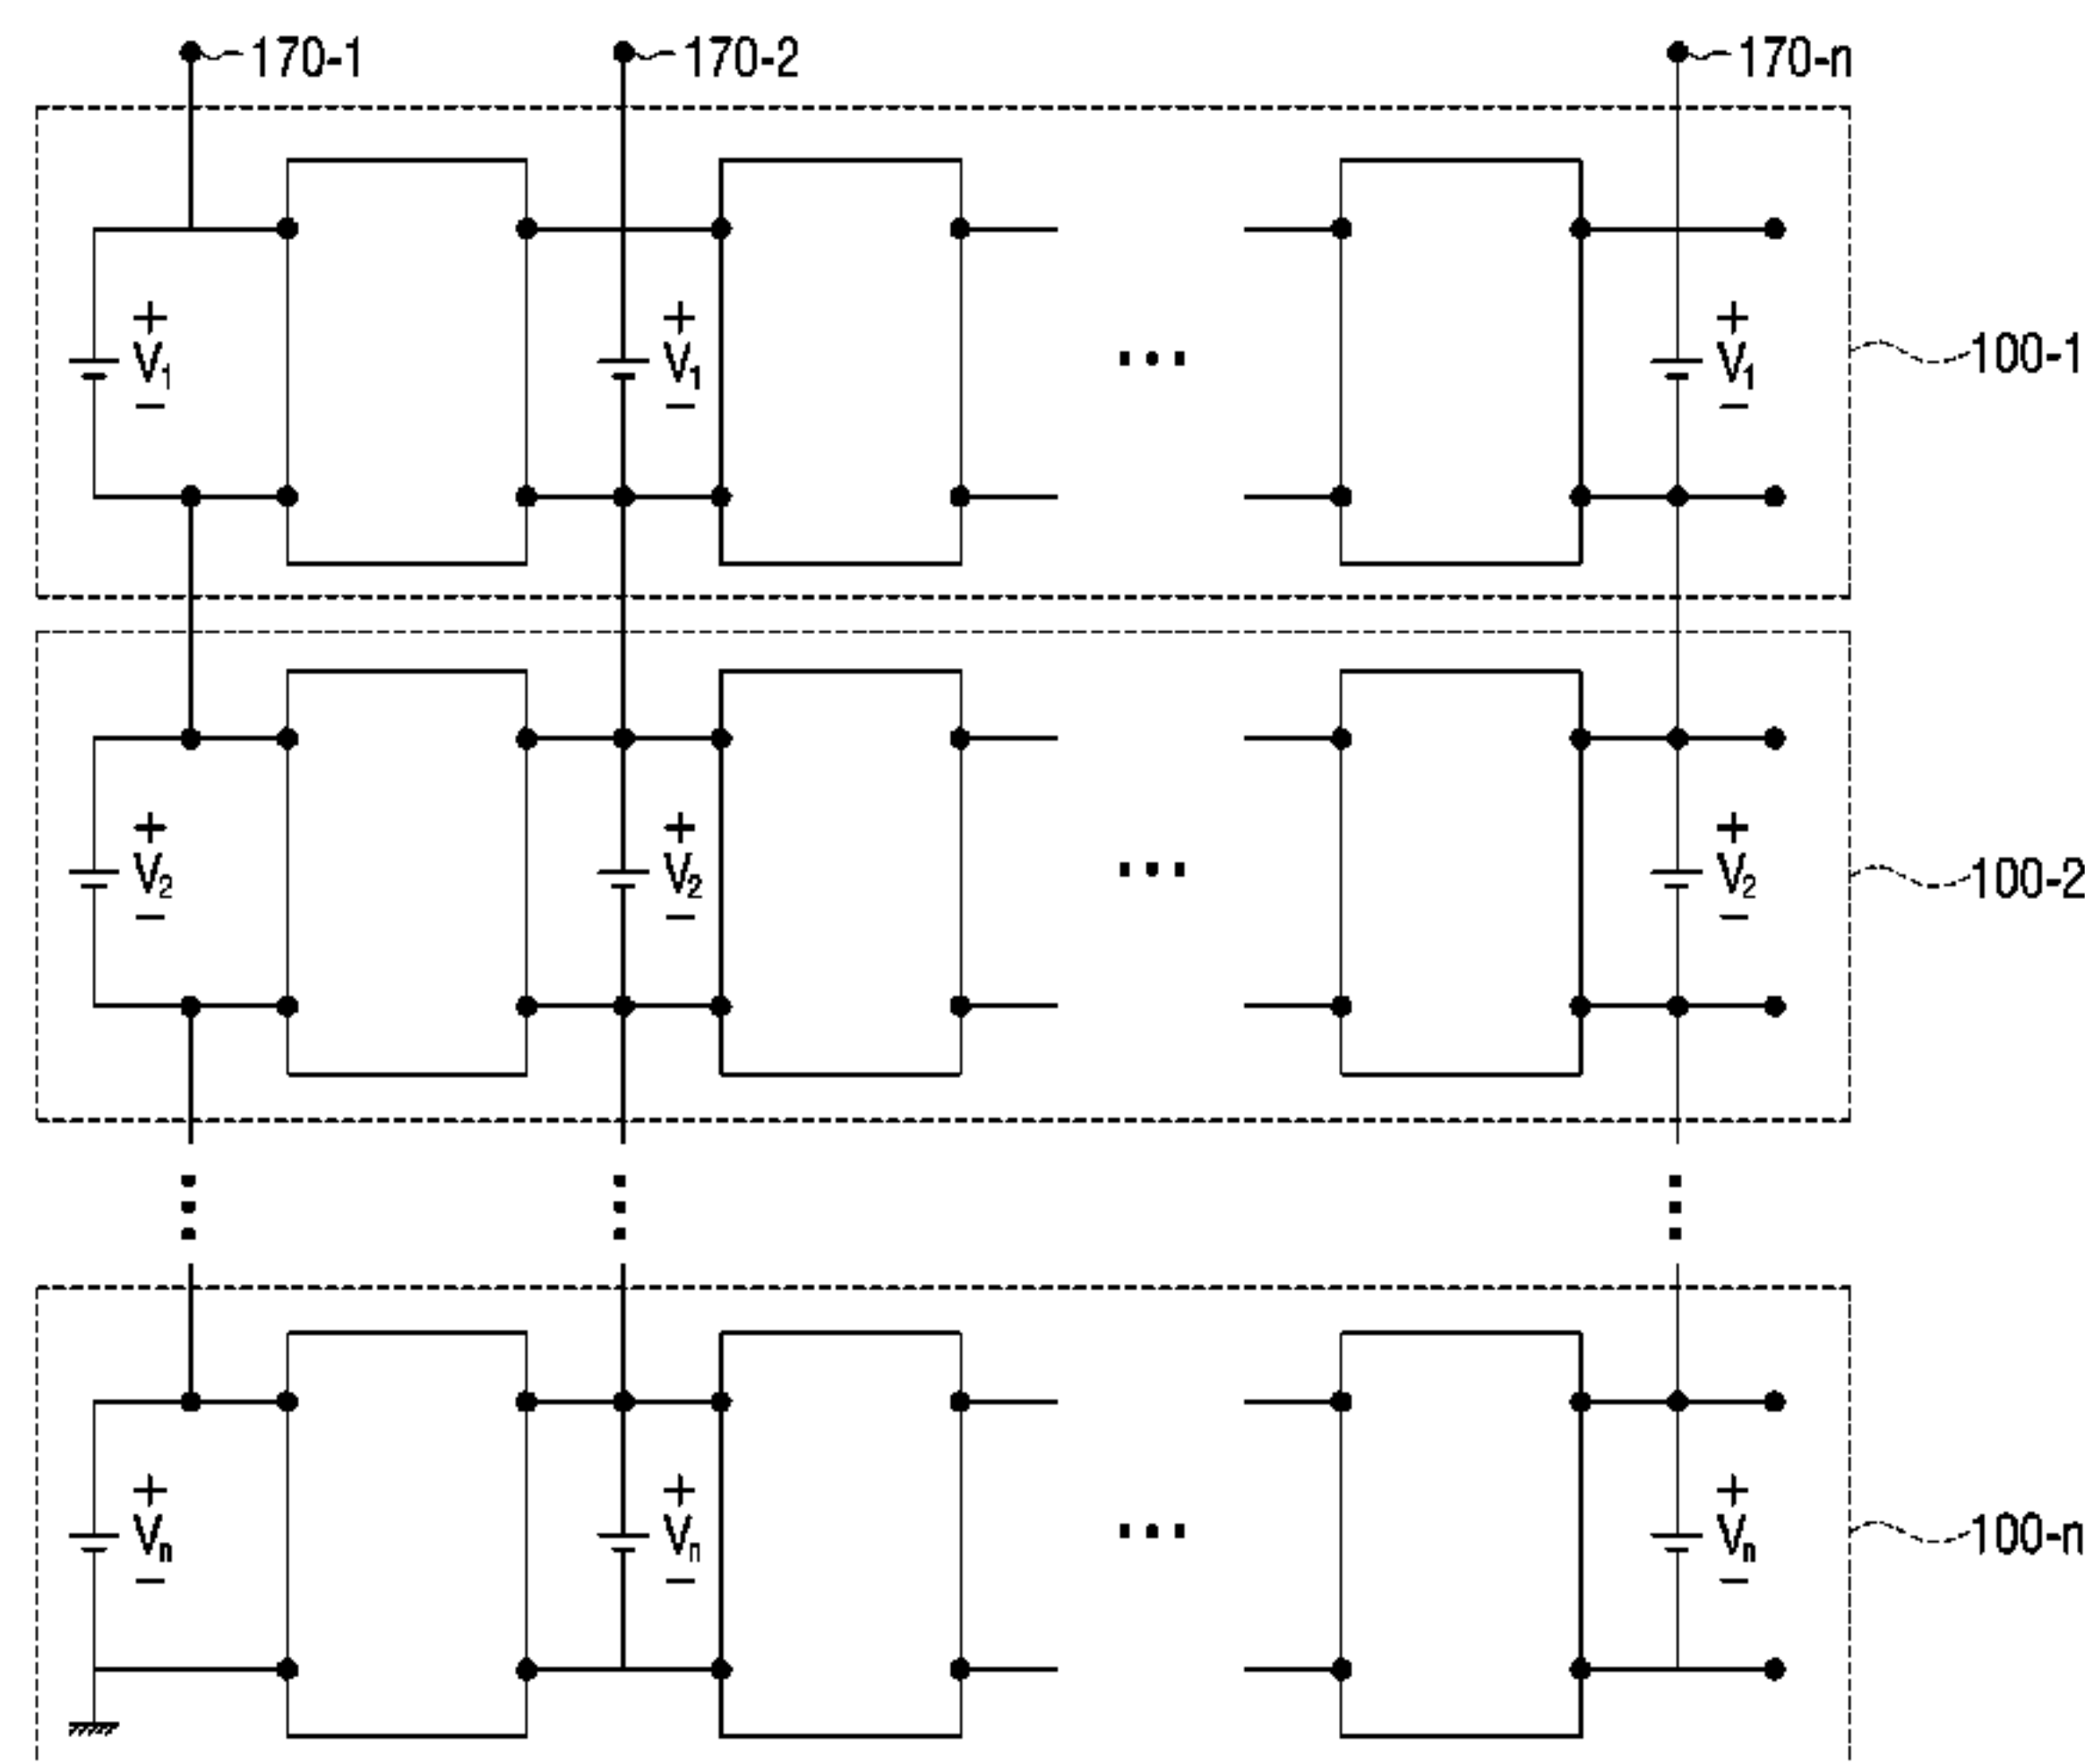 170-1 170-2 170-n
+ + +
V₁ V₁ ... V₁ 100-1
− − −
+ + +
V₂ V₂ ... V₂ 100-2
− − −
+ + +
Vₙ Vₙ ... Vₙ 100-n
− − −